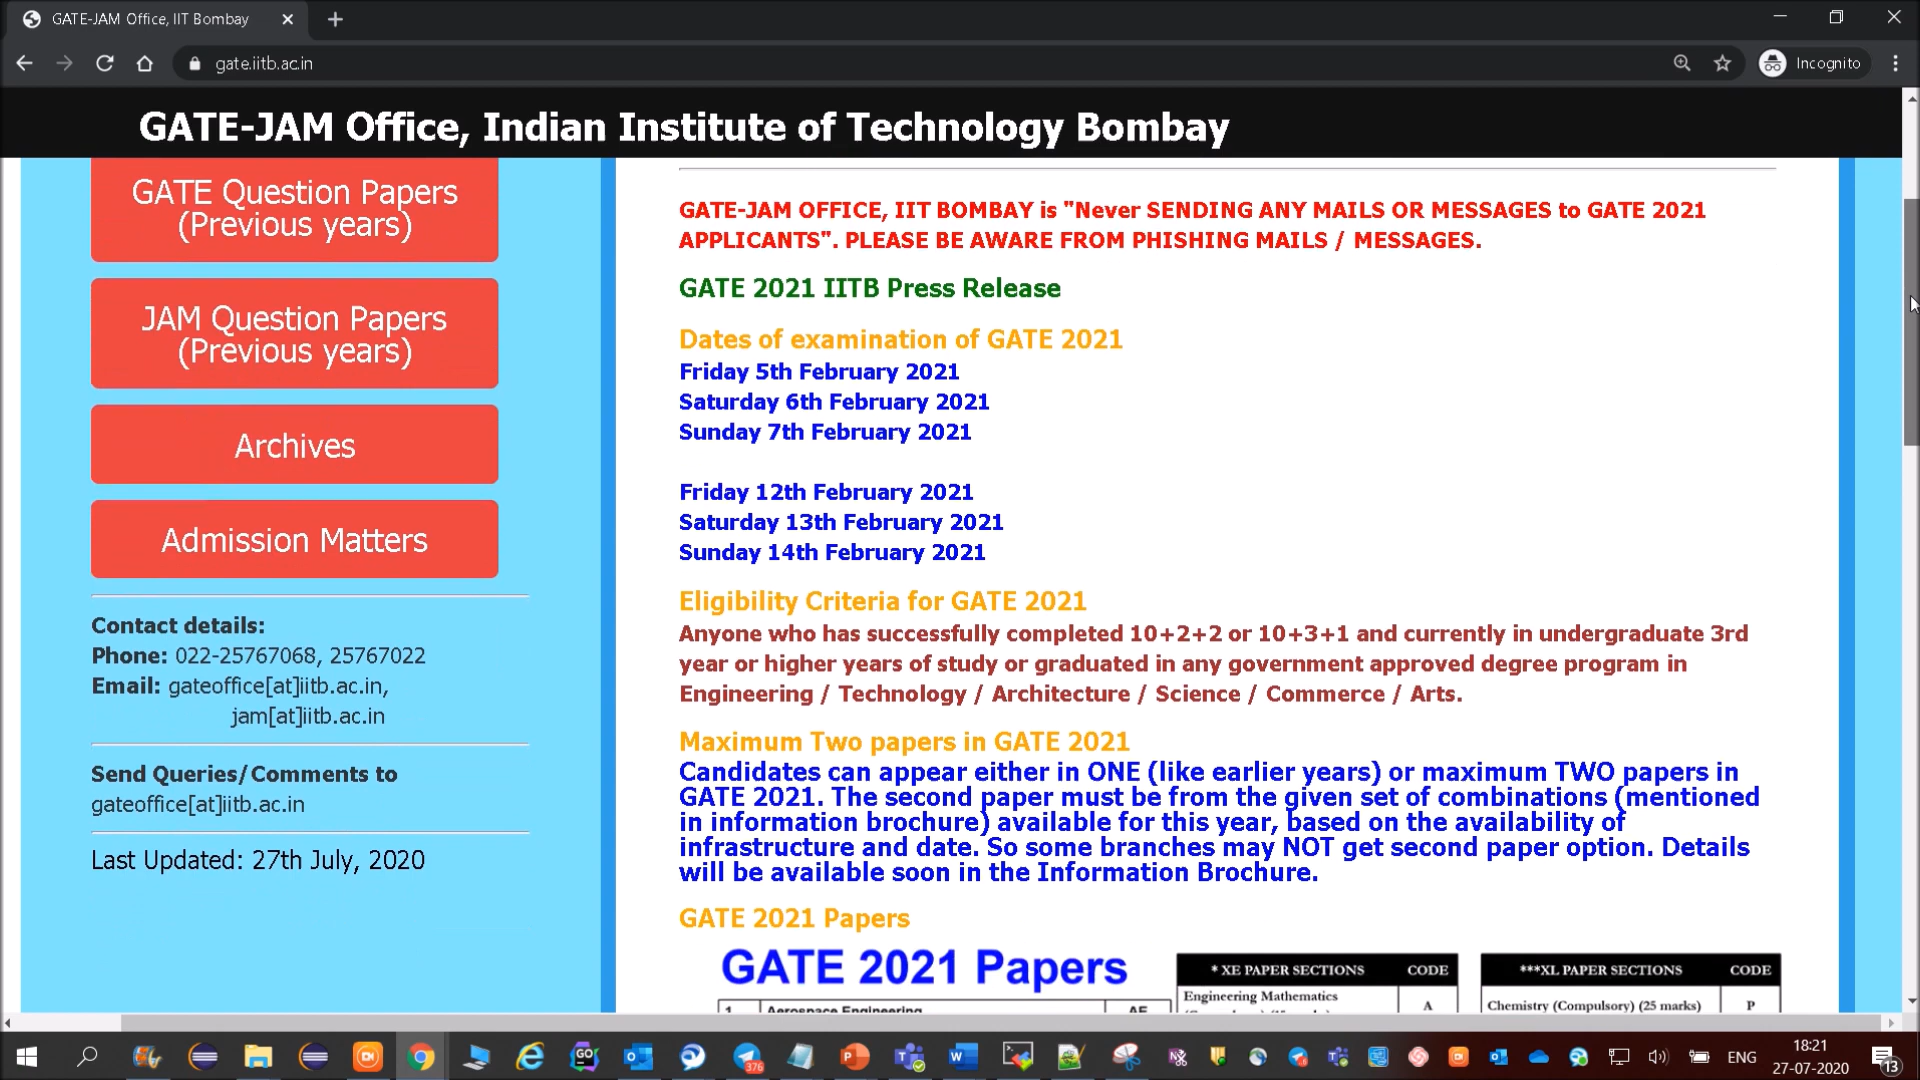 GATE-JAM Office, IIT Bombay
gate.iitb.ac.in
Incognito
GATE-JAM Office, Indian Institute of Technology Bombay
GATE Question Papers
(Previous years)
JAM Question Papers
(Previous years)
Archives
Admission Matters
Contact details:
Phone: 022-25767068, 25767022
Email: gateoffice[at]iitb.ac.in,
jam[at]iitb.ac.in
Send Queries/Comments to
gateoffice[at]iitb.ac.in
Last Updated: 27th July, 2020
GATE-JAM OFFICE, IIT BOMBAY is "Never SENDING ANY MAILS OR MESSAGES to GATE 2021
APPLICANTS". PLEASE BE AWARE FROM PHISHING MAILS / MESSAGES.
GATE 2021 IITB Press Release
Dates of examination of GATE 2021
Friday 5th February 2021
Saturday 6th February 2021
Sunday 7th February 2021
Friday 12th February 2021
Saturday 13th February 2021
Sunday 14th February 2021
Eligibility Criteria for GATE 2021
Anyone who has successfully completed 10+2+2 or 10+3+1 and currently in undergraduate 3rd
year or higher years of study or graduated in any government approved degree program in
Engineering / Technology / Architecture / Science / Commerce / Arts.
Maximum Two papers in GATE 2021
Candidates can appear either in ONE (like earlier years) or maximum TWO papers in
GATE 2021. The second paper must be from the given set of combinations (mentioned
in information brochure) available for this year, based on the availability of
infrastructure and date. So some branches may NOT get second paper option. Details
will be available soon in the Information Brochure.
GATE 2021 Papers
GATE 2021 Papers
1 Aerospace Engineering AE
* XE PAPER SECTIONS CODE
Engineering Mathematics
A
***XL PAPER SECTIONS CODE
Chemistry (Compulsory) (25 marks) P
376
ENG
18:21
27-07-2020
13